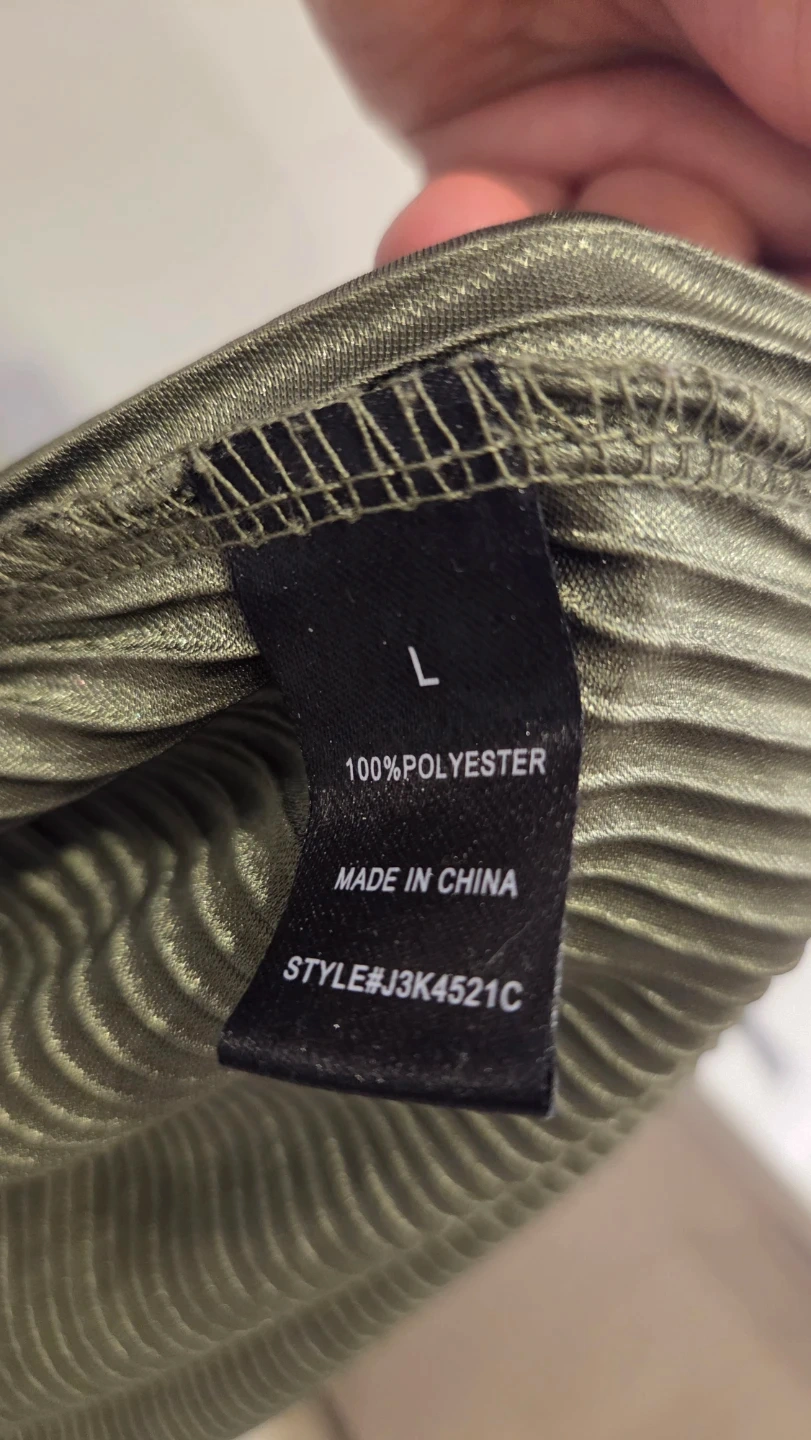 L
100%POLYESTER
MADE IN CHINA
STYLE#J3K4521C